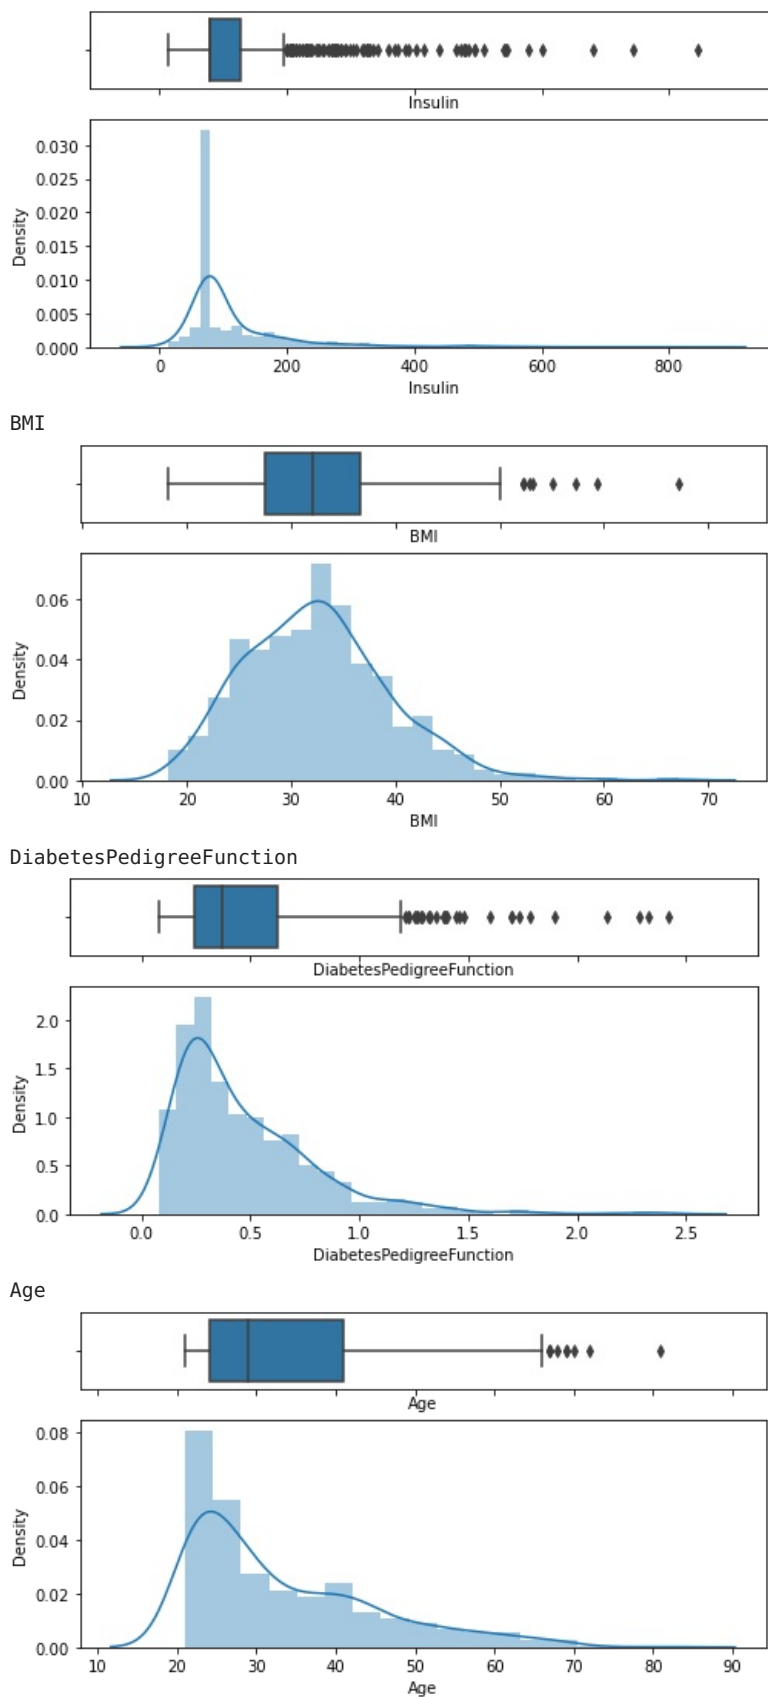 Insulin
0.030
0.025
0.020
0.015
0.010
0.005
0.000
Density
0 200 400 600 800
Insulin
BMI
BMI
0.06
0.04
0.02
0.00
Density
10 20 30 40 50 60 70
BMI
DiabetesPedigreeFunction
DiabetesPedigreeFunction
2.0
1.5
1.0
0.5
0.0
Density
0.0 0.5 1.0 1.5 2.0 2.5
DiabetesPedigreeFunction
Age
Age
0.08
0.06
0.04
0.02
0.00
Density
10 20 30 40 50 60 70 80 90
Age